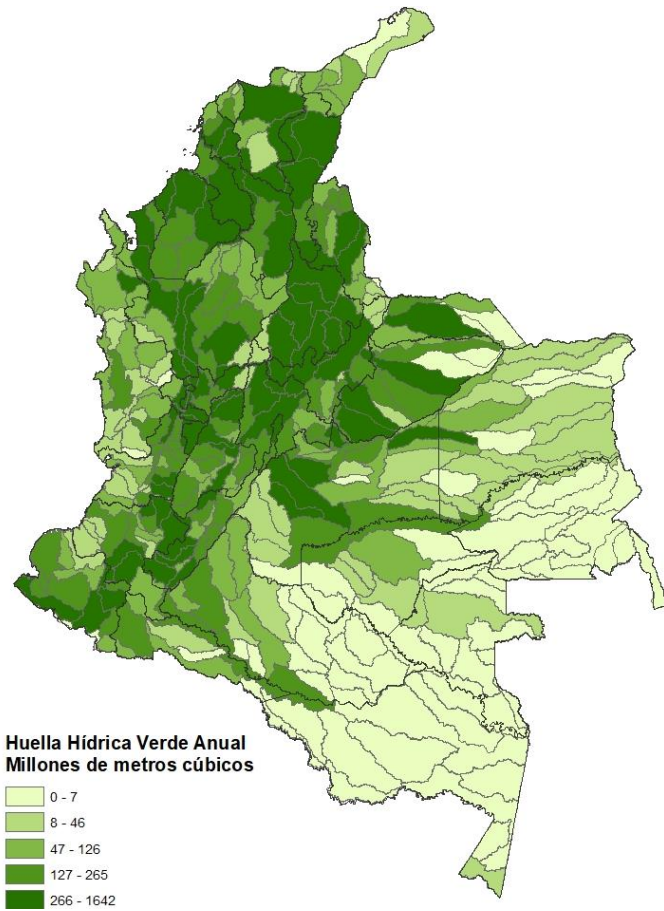 Huella Hídrica Verde Anual
Millones de metros cúbicos
0 - 7
8 - 46
47 - 126
127 - 265
266 - 1642